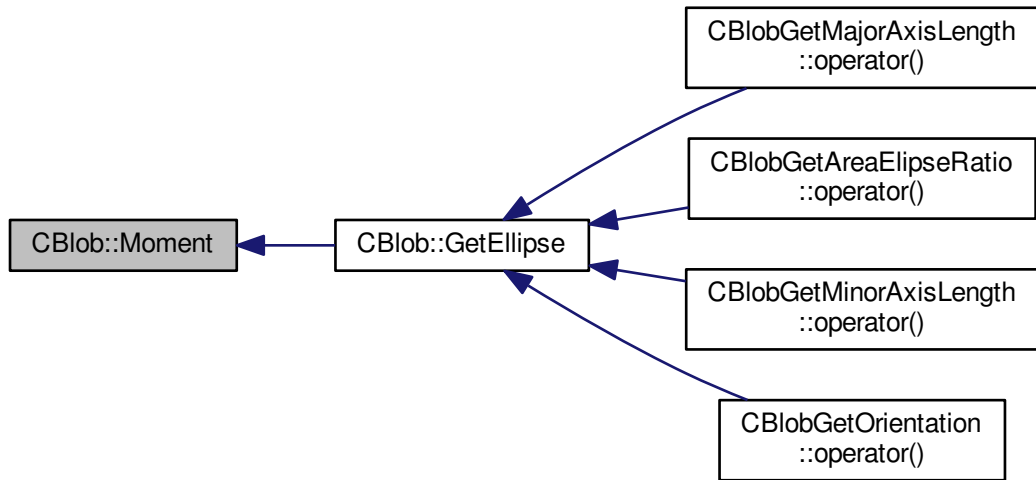 CBlobGetMajorAxisLength
::operator()
CBlobGetAreaElipseRatio
::operator()
CBlob::Moment
CBlob::GetEllipse
CBlobGetMinorAxisLength
::operator()
CBlobGetOrientation
::operator()